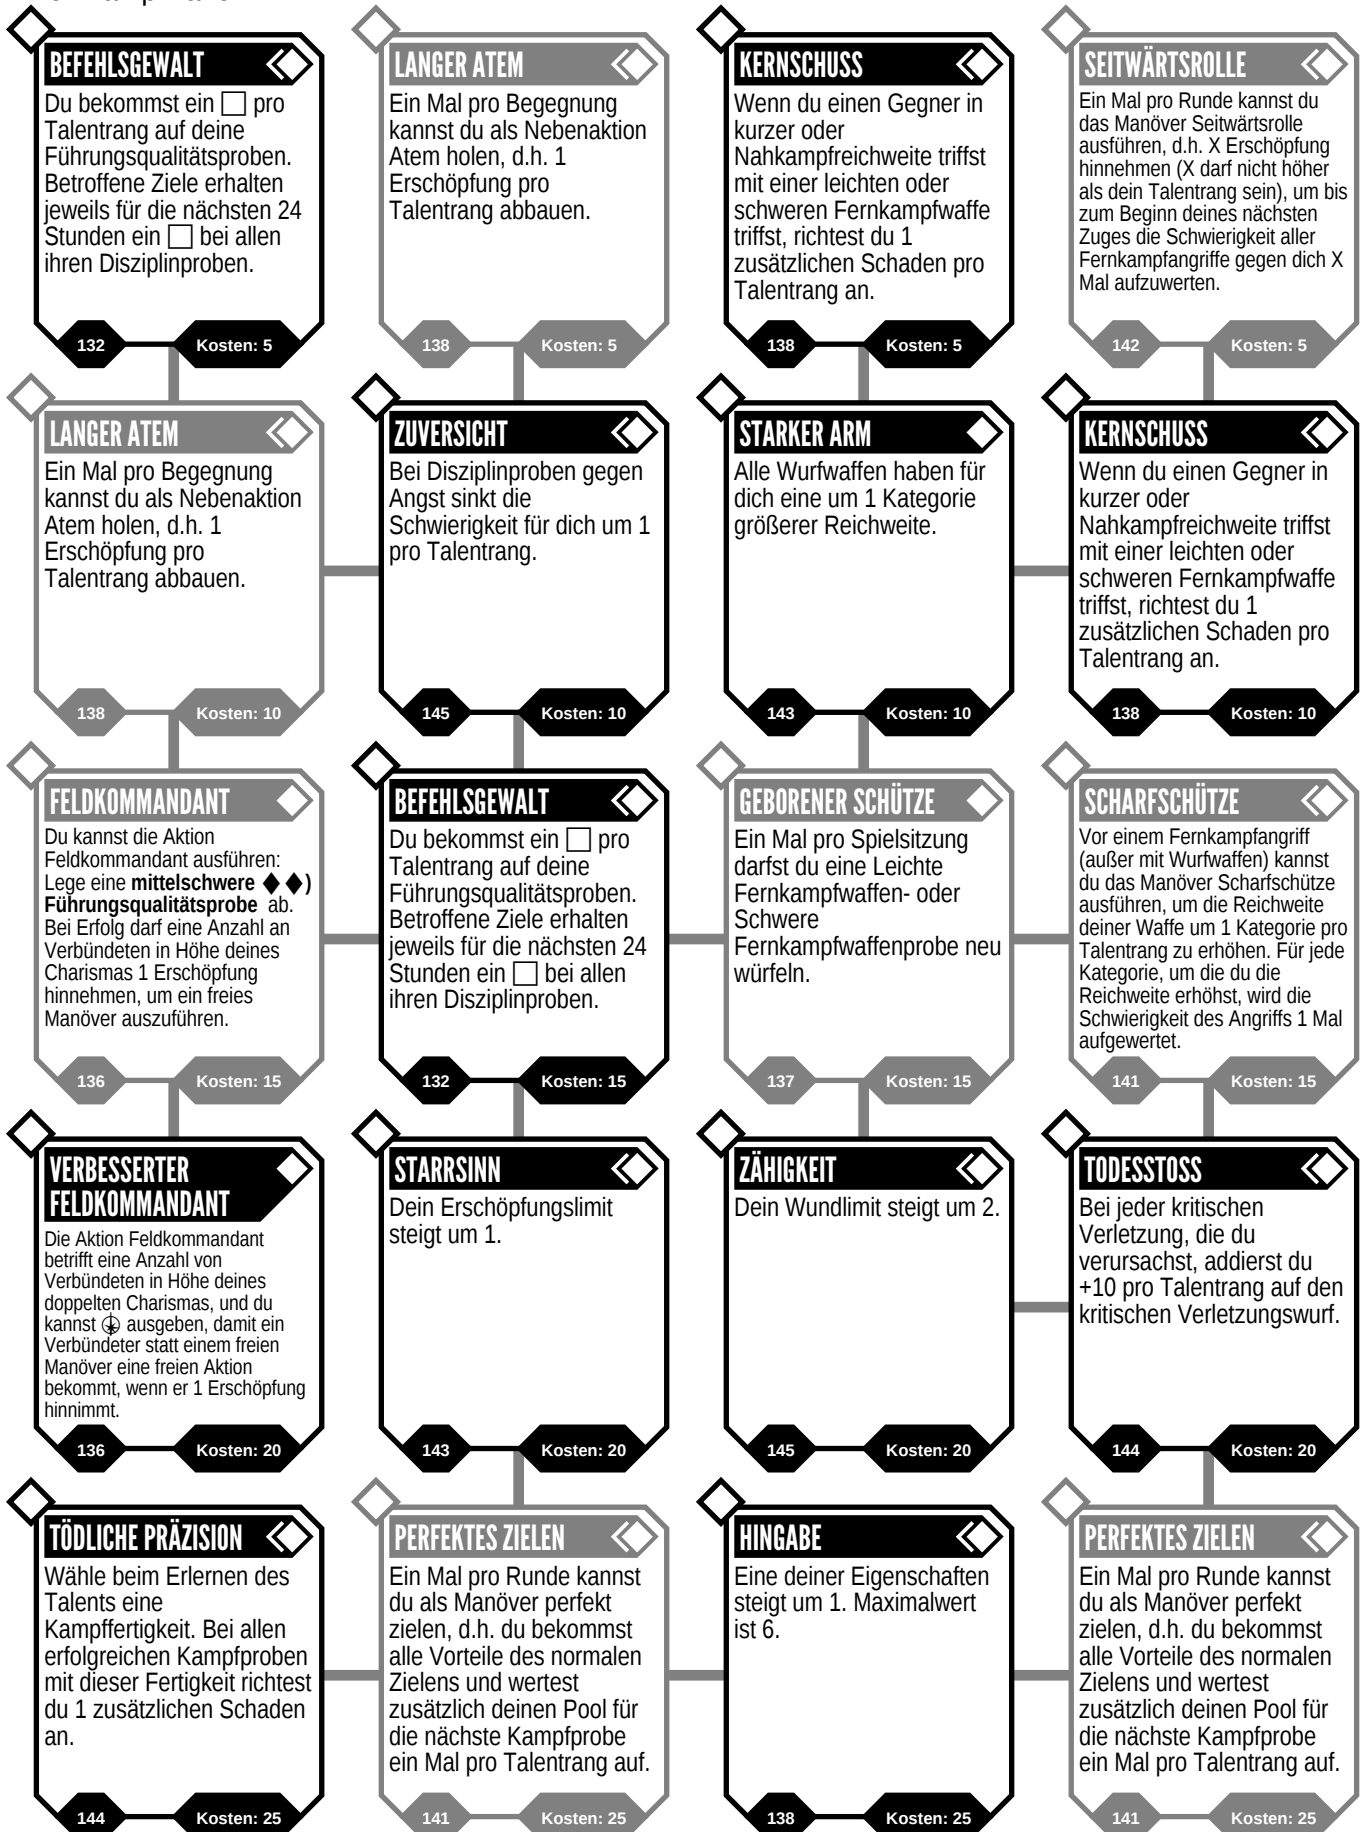 BEFEHLSGEWALT
Du bekommst ein □ pro
Talentrang auf deine
Führungsqualitätsproben.
Betroffene Ziele erhalten
jeweils für die nächsten 24
Stunden ein □ bei allen
ihren Disziplinproben.
132 Kosten: 5
LANGER ATEM
Ein Mal pro Begegnung
kannst du als Nebenaktion
Atem holen, d.h. 1
Erschöpfung pro
Talentrang abbauen.
138 Kosten: 5
KERNSCHUSS
Wenn du einen Gegner in
kurzer oder
Nahkampfreichweite triffst
mit einer leichten oder
schweren Fernkampfwaffe
triffst, richtest du 1
zusätzlichen Schaden pro
Talentrang an.
138 Kosten: 5
SEITWÄRTSROLLE
Ein Mal pro Runde kannst du
das Manöver Seitwärtsrolle
ausführen, d.h. X Erschöpfung
hinnehmen (X darf nicht höher
als dein Talentrang sein), um bis
zum Beginn deines nächsten
Zuges die Schwierigkeit aller
Fernkampfangriffe gegen dich X
Mal aufzuwerten.
142 Kosten: 5
LANGER ATEM
Ein Mal pro Begegnung
kannst du als Nebenaktion
Atem holen, d.h. 1
Erschöpfung pro
Talentrang abbauen.
138 Kosten: 10
ZUVERSICHT
Bei Disziplinproben gegen
Angst sinkt die
Schwierigkeit für dich um 1
pro Talentrang.
145 Kosten: 10
STARKER ARM
Alle Wurfwaffen haben für
dich eine um 1 Kategorie
größerer Reichweite.
143 Kosten: 10
KERNSCHUSS
Wenn du einen Gegner in
kurzer oder
Nahkampfreichweite triffst
mit einer leichten oder
schweren Fernkampfwaffe
triffst, richtest du 1
zusätzlichen Schaden pro
Talentrang an.
138 Kosten: 10
FELDKOMMANDANT
Du kannst die Aktion
Feldkommandant ausführen:
Lege eine mittelschwere ◆◆)
Führungsqualitätsprobe ab.
Bei Erfolg darf eine Anzahl an
Verbündeten in Höhe deines
Charismas 1 Erschöpfung
hinnehmen, um ein freies
Manöver auszuführen.
136 Kosten: 15
BEFEHLSGEWALT
Du bekommst ein □ pro
Talentrang auf deine
Führungsqualitätsproben.
Betroffene Ziele erhalten
jeweils für die nächsten 24
Stunden ein □ bei allen
ihren Disziplinproben.
132 Kosten: 15
GEBORENER SCHÜTZE
Ein Mal pro Spielsitzung
darfst du eine Leichte
Fernkampfwaffen- oder
Schwere
Fernkampfwaffenprobe neu
würfeln.
137 Kosten: 15
SCHARFSCHÜTZE
Vor einem Fernkampfangriff
(außer mit Wurfwaffen) kannst
du das Manöver Scharfschütze
ausführen, um die Reichweite
deiner Waffe um 1 Kategorie pro
Talentrang zu erhöhen. Für jede
Kategorie, um die du die
Reichweite erhöhst, wird die
Schwierigkeit des Angriffs 1 Mal
aufgewertet.
141 Kosten: 15
VERBESSERTER
FELDKOMMANDANT
Die Aktion Feldkommandant
betrifft eine Anzahl von
Verbündeten in Höhe deines
doppelten Charismas, und du
kannst ausgeben, damit ein
Verbündeter statt einem freien
Manöver eine freien Aktion
bekommt, wenn er 1 Erschöpfung
hinnimmt.
136 Kosten: 20
STARRSINN
Dein Erschöpfungslimit
steigt um 1.
143 Kosten: 20
ZÄHIGKEIT
Dein Wundlimit steigt um 2.
145 Kosten: 20
TODESSTOSS
Bei jeder kritischen
Verletzung, die du
verursachst, addierst du
+10 pro Talentrang auf den
kritischen Verletzungswurf.
144 Kosten: 20
TÖDLICHE PRÄZISION
Wähle beim Erlernen des
Talents eine
Kampffertigkeit. Bei allen
erfolgreichen Kampfproben
mit dieser Fertigkeit richtest
du 1 zusätzlichen Schaden
an.
144 Kosten: 25
PERFEKTES ZIELEN
Ein Mal pro Runde kannst
du als Manöver perfekt
zielen, d.h. du bekommst
alle Vorteile des normalen
Zielens und wertest
zusätzlich deinen Pool für
die nächste Kampfprobe
ein Mal pro Talentrang auf.
141 Kosten: 25
HINGABE
Eine deiner Eigenschaften
steigt um 1. Maximalwert
ist 6.
138 Kosten: 25
PERFEKTES ZIELEN
Ein Mal pro Runde kannst
du als Manöver perfekt
zielen, d.h. du bekommst
alle Vorteile des normalen
Zielens und wertest
zusätzlich deinen Pool für
die nächste Kampfprobe
ein Mal pro Talentrang auf.
141 Kosten: 25